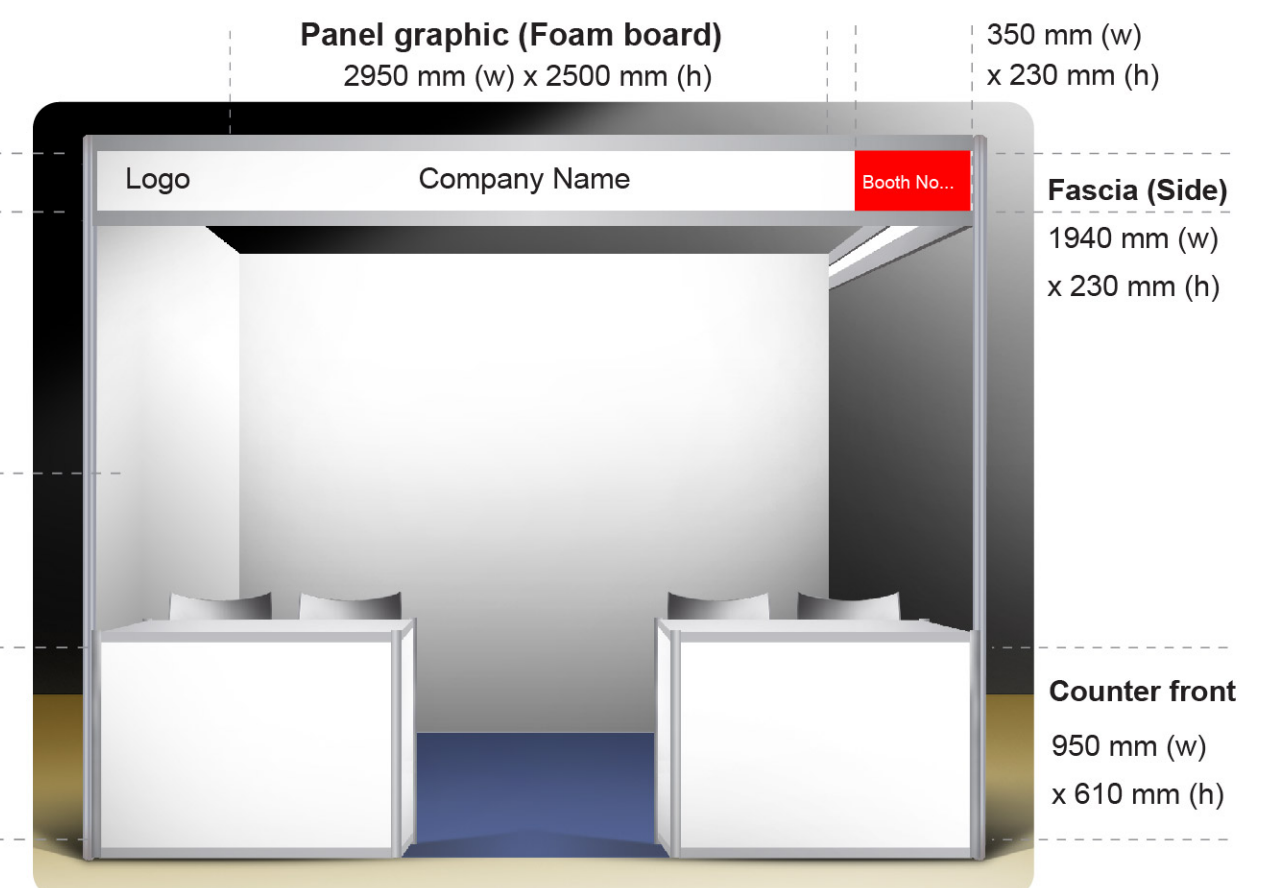 Panel graphic (Foam board)
2950 mm (w) x 2500 mm (h)
350 mm (w)
x 230 mm (h)
Logo
Company Name
Booth No...
Fascia (Side)
1940 mm (w)
x 230 mm (h)
Counter front
950 mm (w)
x 610 mm (h)